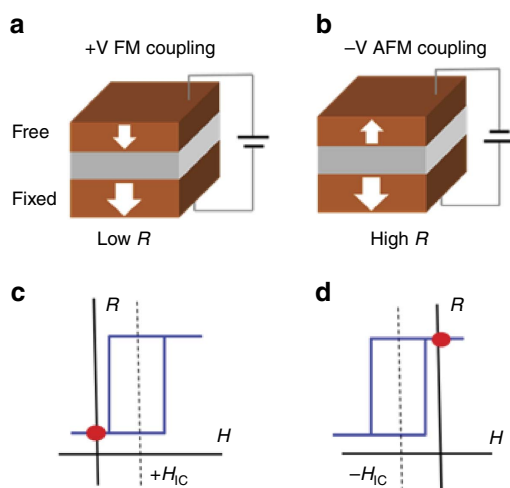 a
+V FM coupling
b
–V AFM coupling
Free
Fixed
Low R
High R
c
R
H
+H_IC
d
R
H
–H_IC